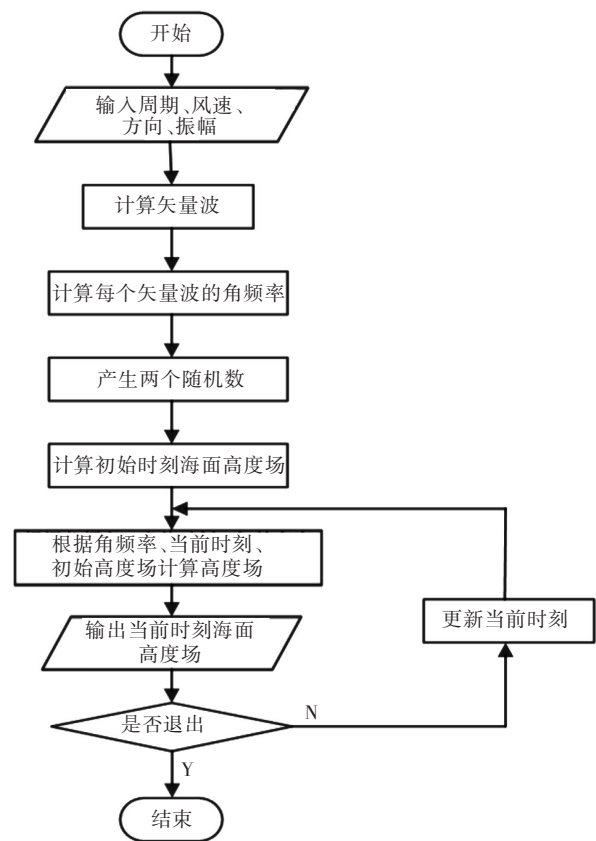 开始
输入周期、风速、
方向、振幅
计算矢量波
计算每个矢量波的角频率
产生两个随机数
计算初始时刻海面高度场
根据角频率、当前时刻、
初始高度场计算高度场
输出当前时刻海面
高度场
更新当前时刻
是否退出
N
Y
结束